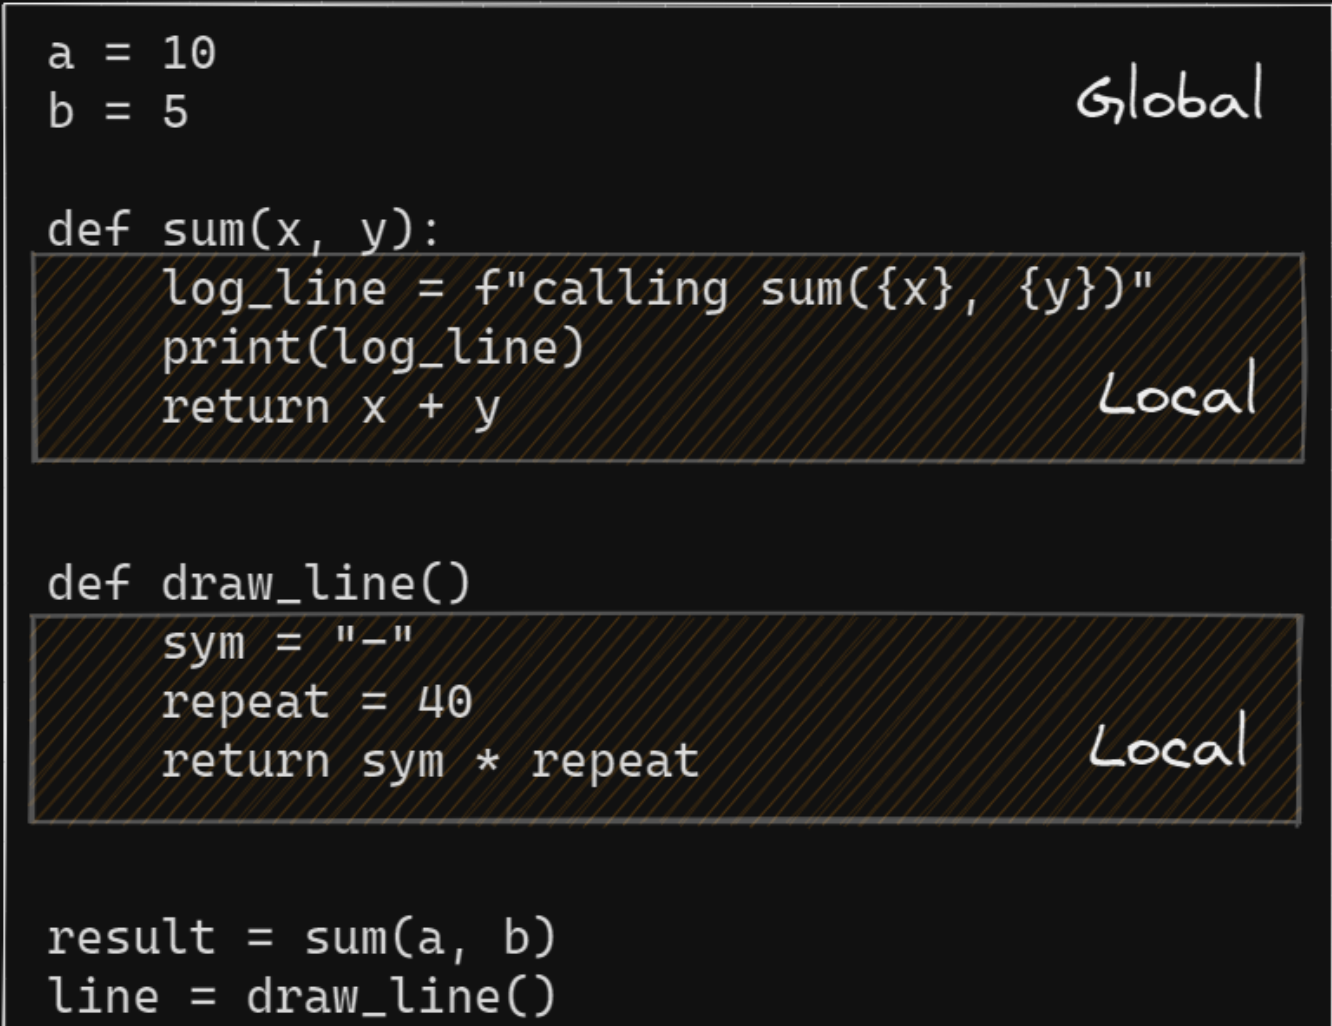 a = 10
b = 5
Global
def sum(x, y):
    log_line = f"calling sum({x}, {y})"
    print(log_line)
    return x + y
Local
def draw_line()
    sym = "-"
    repeat = 40
    return sym * repeat
Local
result = sum(a, b)
line = draw_line()